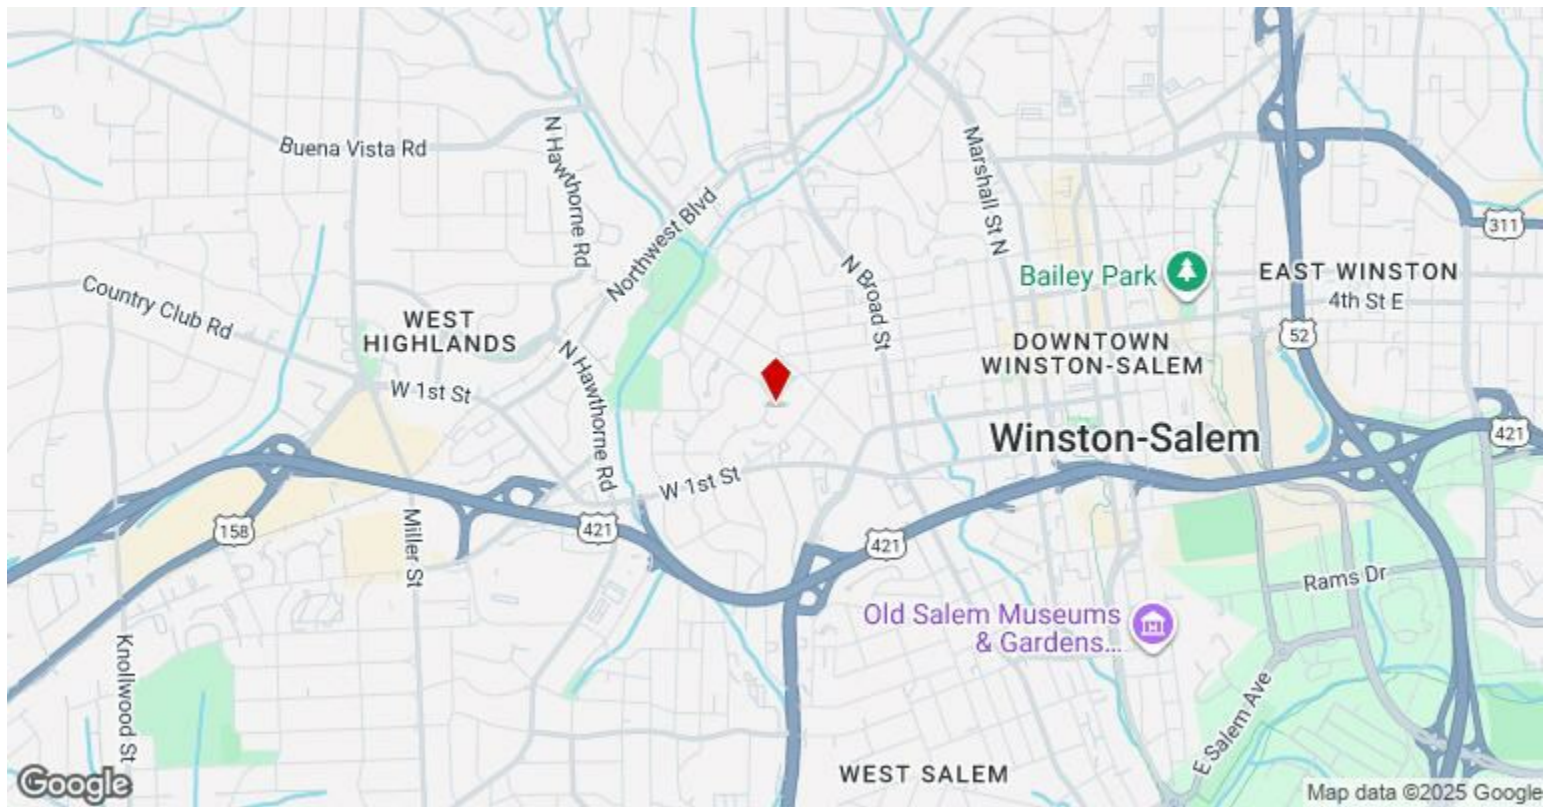 Buena Vista Rd
N Hawthorne Rd
Northwest Blvd
Marshall St N
311
Country Club Rd
WEST
HIGHLANDS
N Broad St
Bailey Park
EAST WINSTON
4th St E
52
DOWNTOWN
WINSTON-SALEM
W 1st St
N Hawthorne Rd
Winston-Salem
421
W 1st St
158
Miller St
421
421
Rams Dr
Old Salem Museums
& Gardens...
Knollwood St
E Salem Ave
WEST SALEM
Google
Map data ©2025 Google